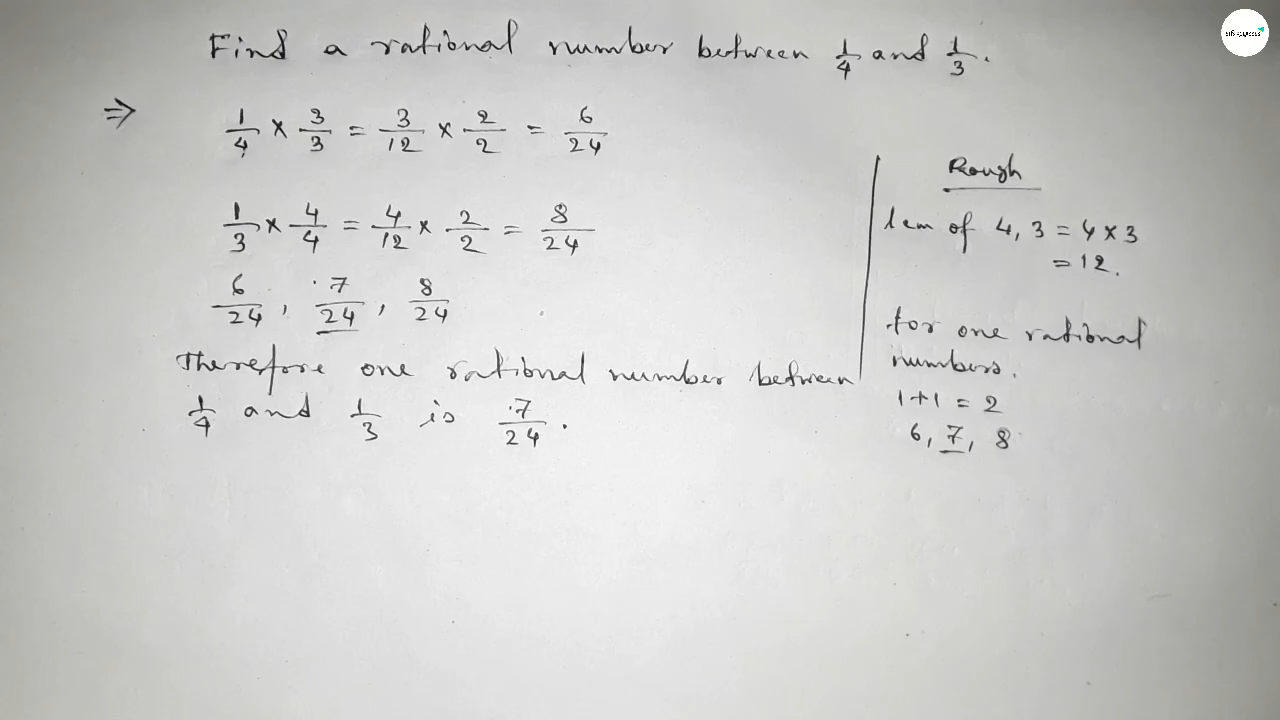 Find a rational number between 1/4 and 1/3.
⇒ 1/4 × 3/3 = 3/12 × 2/2 = 6/24
1/3 × 4/4 = 4/12 × 2/2 = 8/24
6/24, 7/24, 8/24
Therefore one rational number between
1/4 and 1/3 is 7/24.
Rough
lcm of 4, 3 = 4 × 3
= 12.
for one rational
numbers.
1+1 = 2
6, 7, 8